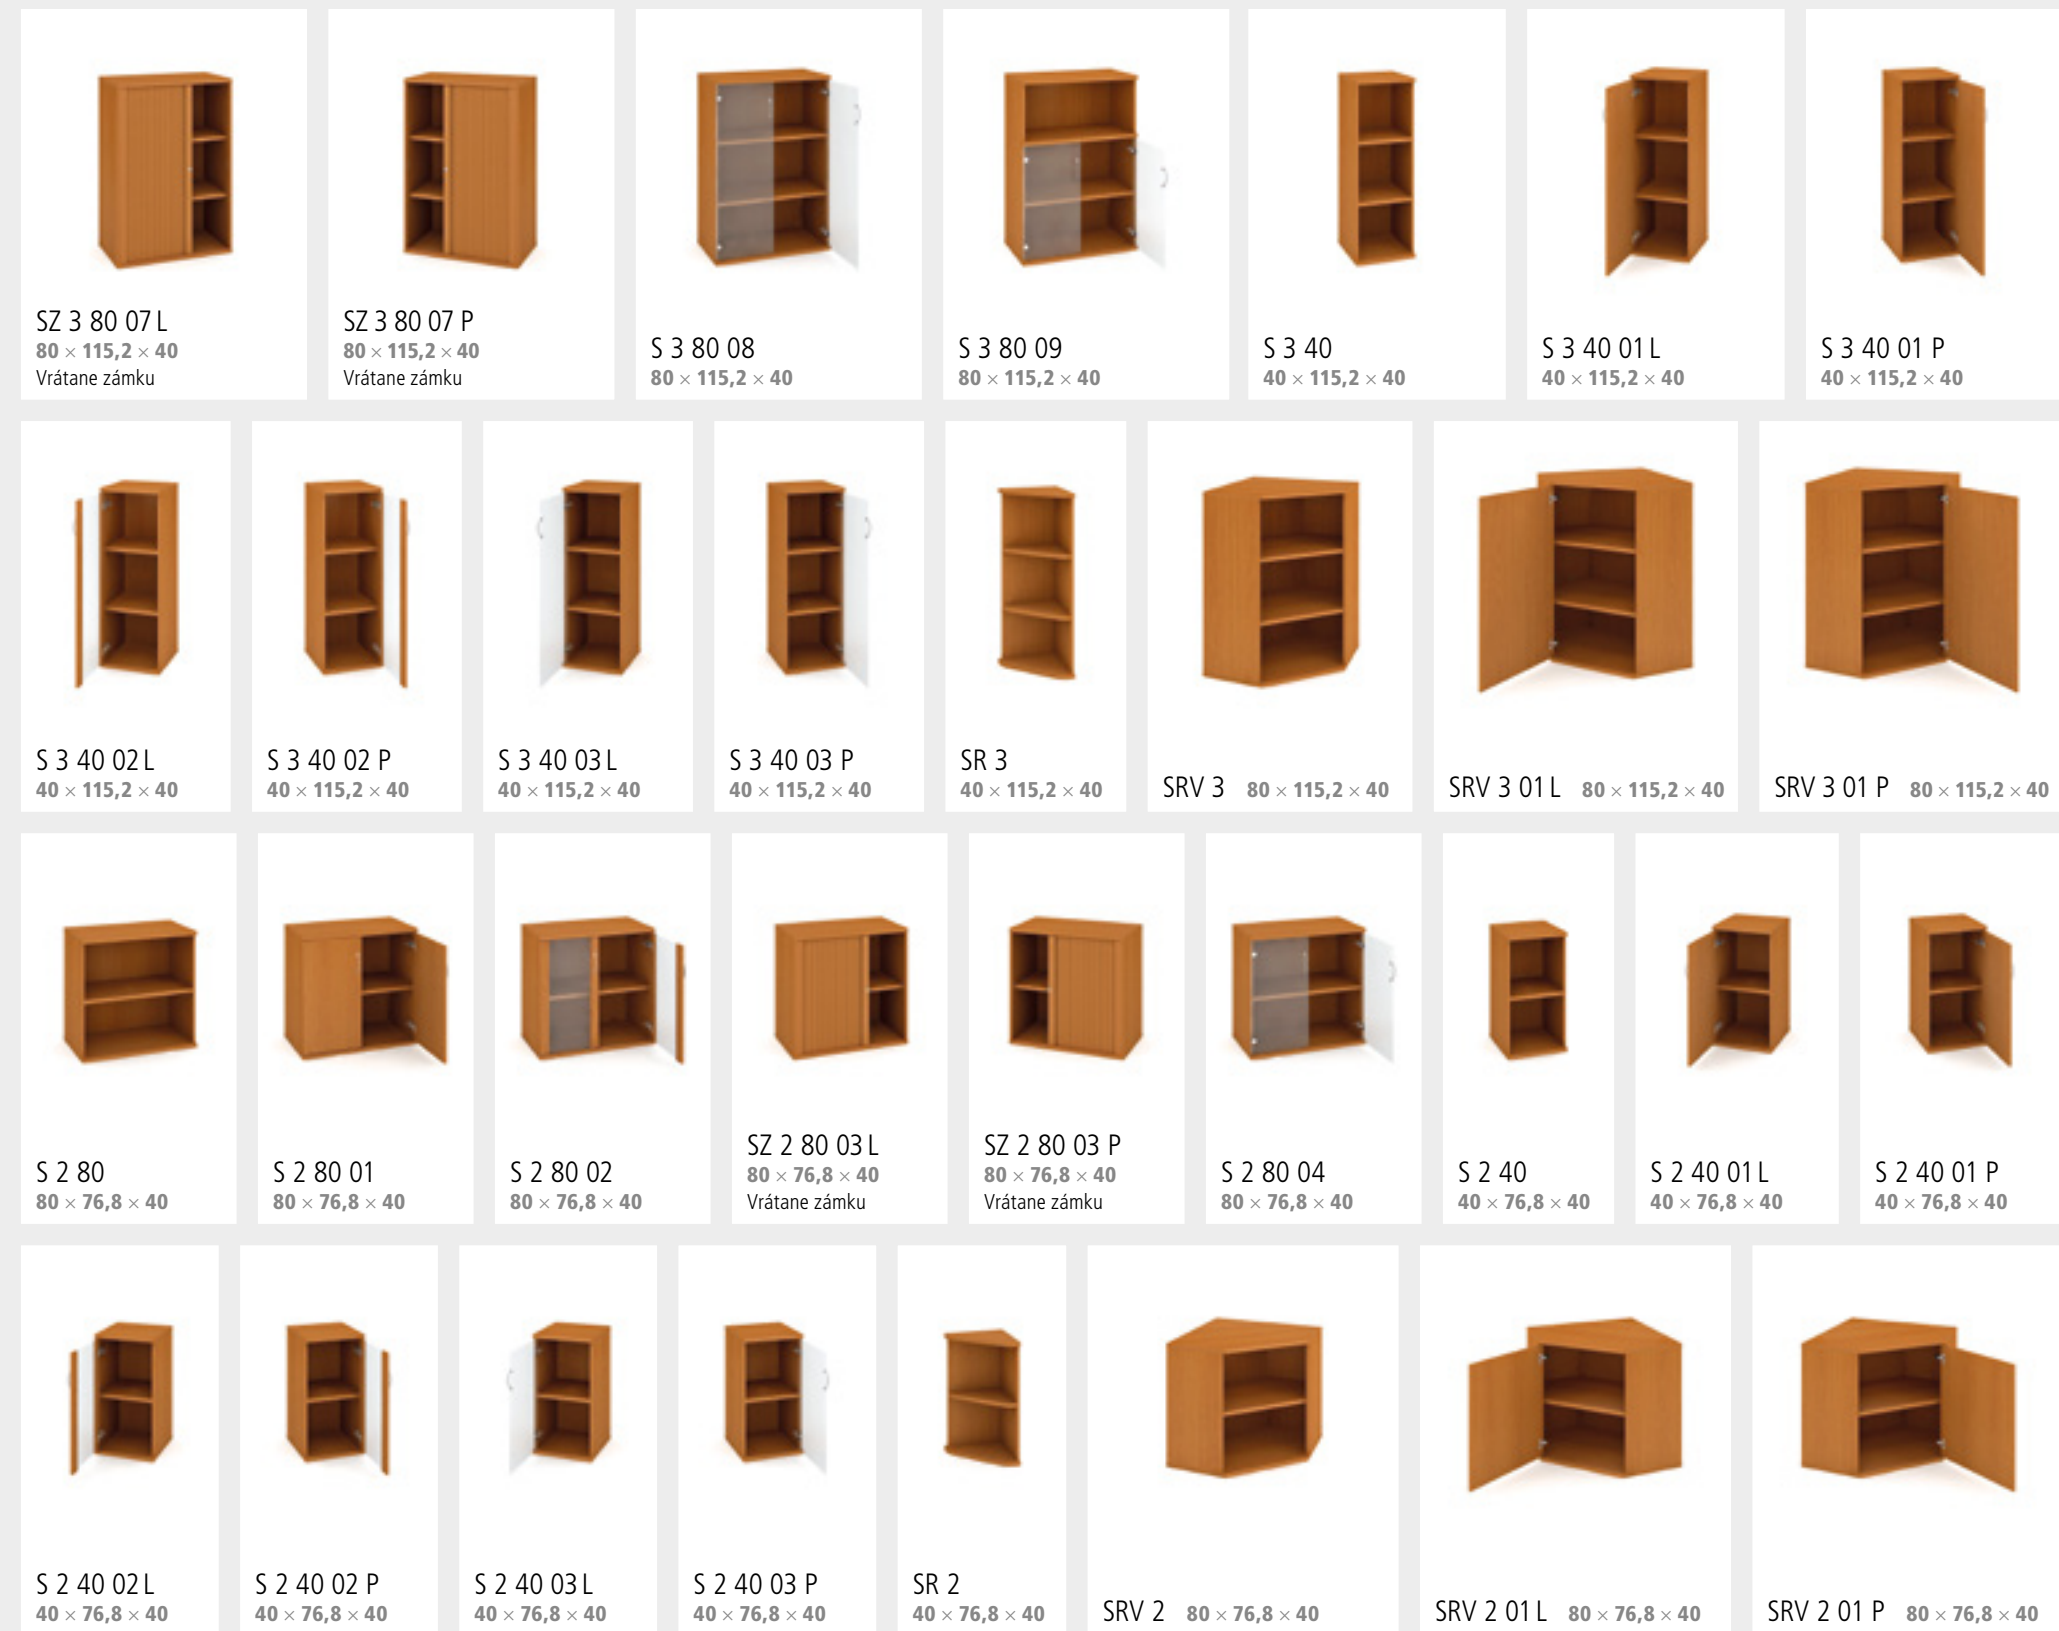 SZ 3 80 07 L
80 × 115,2 × 40
Vrátane zámku
SZ 3 80 07 P
80 × 115,2 × 40
Vrátane zámku
S 3 80 08
80 × 115,2 × 40
S 3 80 09
80 × 115,2 × 40
S 3 40
40 × 115,2 × 40
S 3 40 01 L
40 × 115,2 × 40
S 3 40 01 P
40 × 115,2 × 40
S 3 40 02 L
40 × 115,2 × 40
S 3 40 02 P
40 × 115,2 × 40
S 3 40 03 L
40 × 115,2 × 40
S 3 40 03 P
40 × 115,2 × 40
SR 3
40 × 115,2 × 40
SRV 3 80 × 115,2 × 40
SRV 3 01 L 80 × 115,2 × 40
SRV 3 01 P 80 × 115,2 × 40
S 2 80
80 × 76,8 × 40
S 2 80 01
80 × 76,8 × 40
S 2 80 02
80 × 76,8 × 40
SZ 2 80 03 L
80 × 76,8 × 40
Vrátane zámku
SZ 2 80 03 P
80 × 76,8 × 40
Vrátane zámku
S 2 80 04
80 × 76,8 × 40
S 2 40
40 × 76,8 × 40
S 2 40 01 L
40 × 76,8 × 40
S 2 40 01 P
40 × 76,8 × 40
S 2 40 02 L
40 × 76,8 × 40
S 2 40 02 P
40 × 76,8 × 40
S 2 40 03 L
40 × 76,8 × 40
S 2 40 03 P
40 × 76,8 × 40
SR 2
40 × 76,8 × 40
SRV 2 80 × 76,8 × 40
SRV 2 01 L 80 × 76,8 × 40
SRV 2 01 P 80 × 76,8 × 40